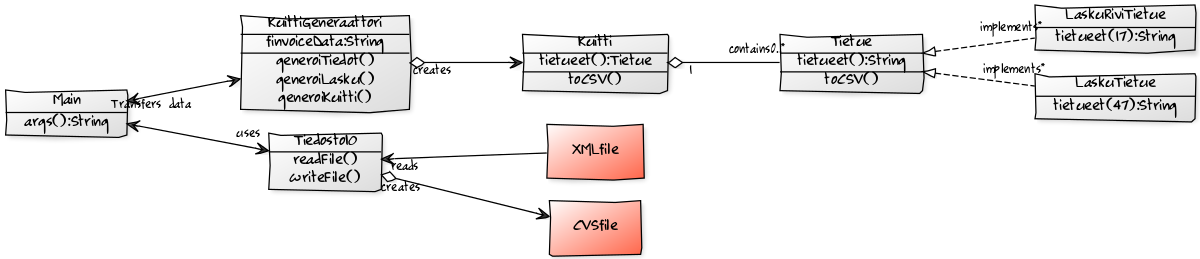 Main
args():String
Transfers data
uses
KuittiGeneraattori
finvoiceData:String
generoiTiedot()
generoiLasku()
generoiKuitti()
creates
TiedostoIO
readFile()
writeFile()
reads
creates
XMLfile
CVSfile
Kuitti
tietueet():Tietue
toCSV()
1
contains0..*
Tietue
tietueet():String
toCSV()
implements*
implements*
LaskuRiviTietue
tietueet(17):String
LaskuTietue
tietueet(47):String